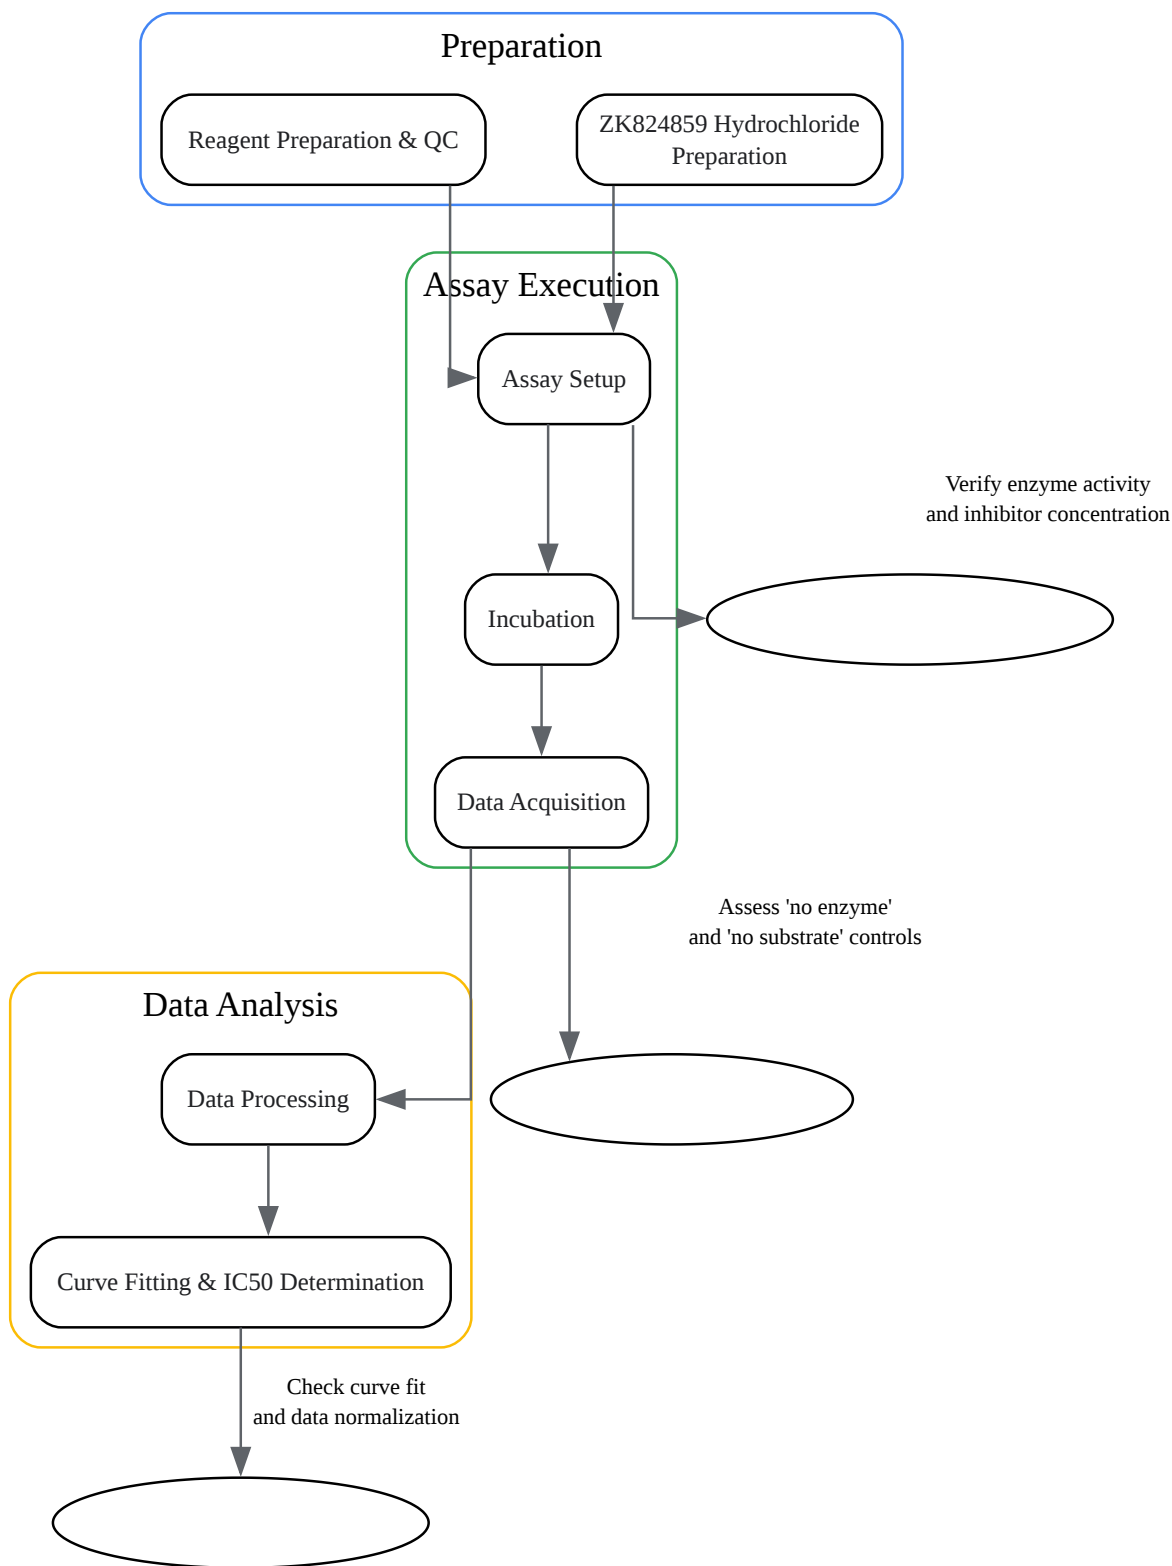 Preparation
Reagent Preparation & QC
ZK824859 Hydrochloride
Preparation
Assay Execution
Assay Setup
Verify enzyme activity
and inhibitor concentration
Incubation
Data Acquisition
Assess 'no enzyme'
and 'no substrate' controls
Data Analysis
Data Processing
Curve Fitting & IC50 Determination
Check curve fit
and data normalization